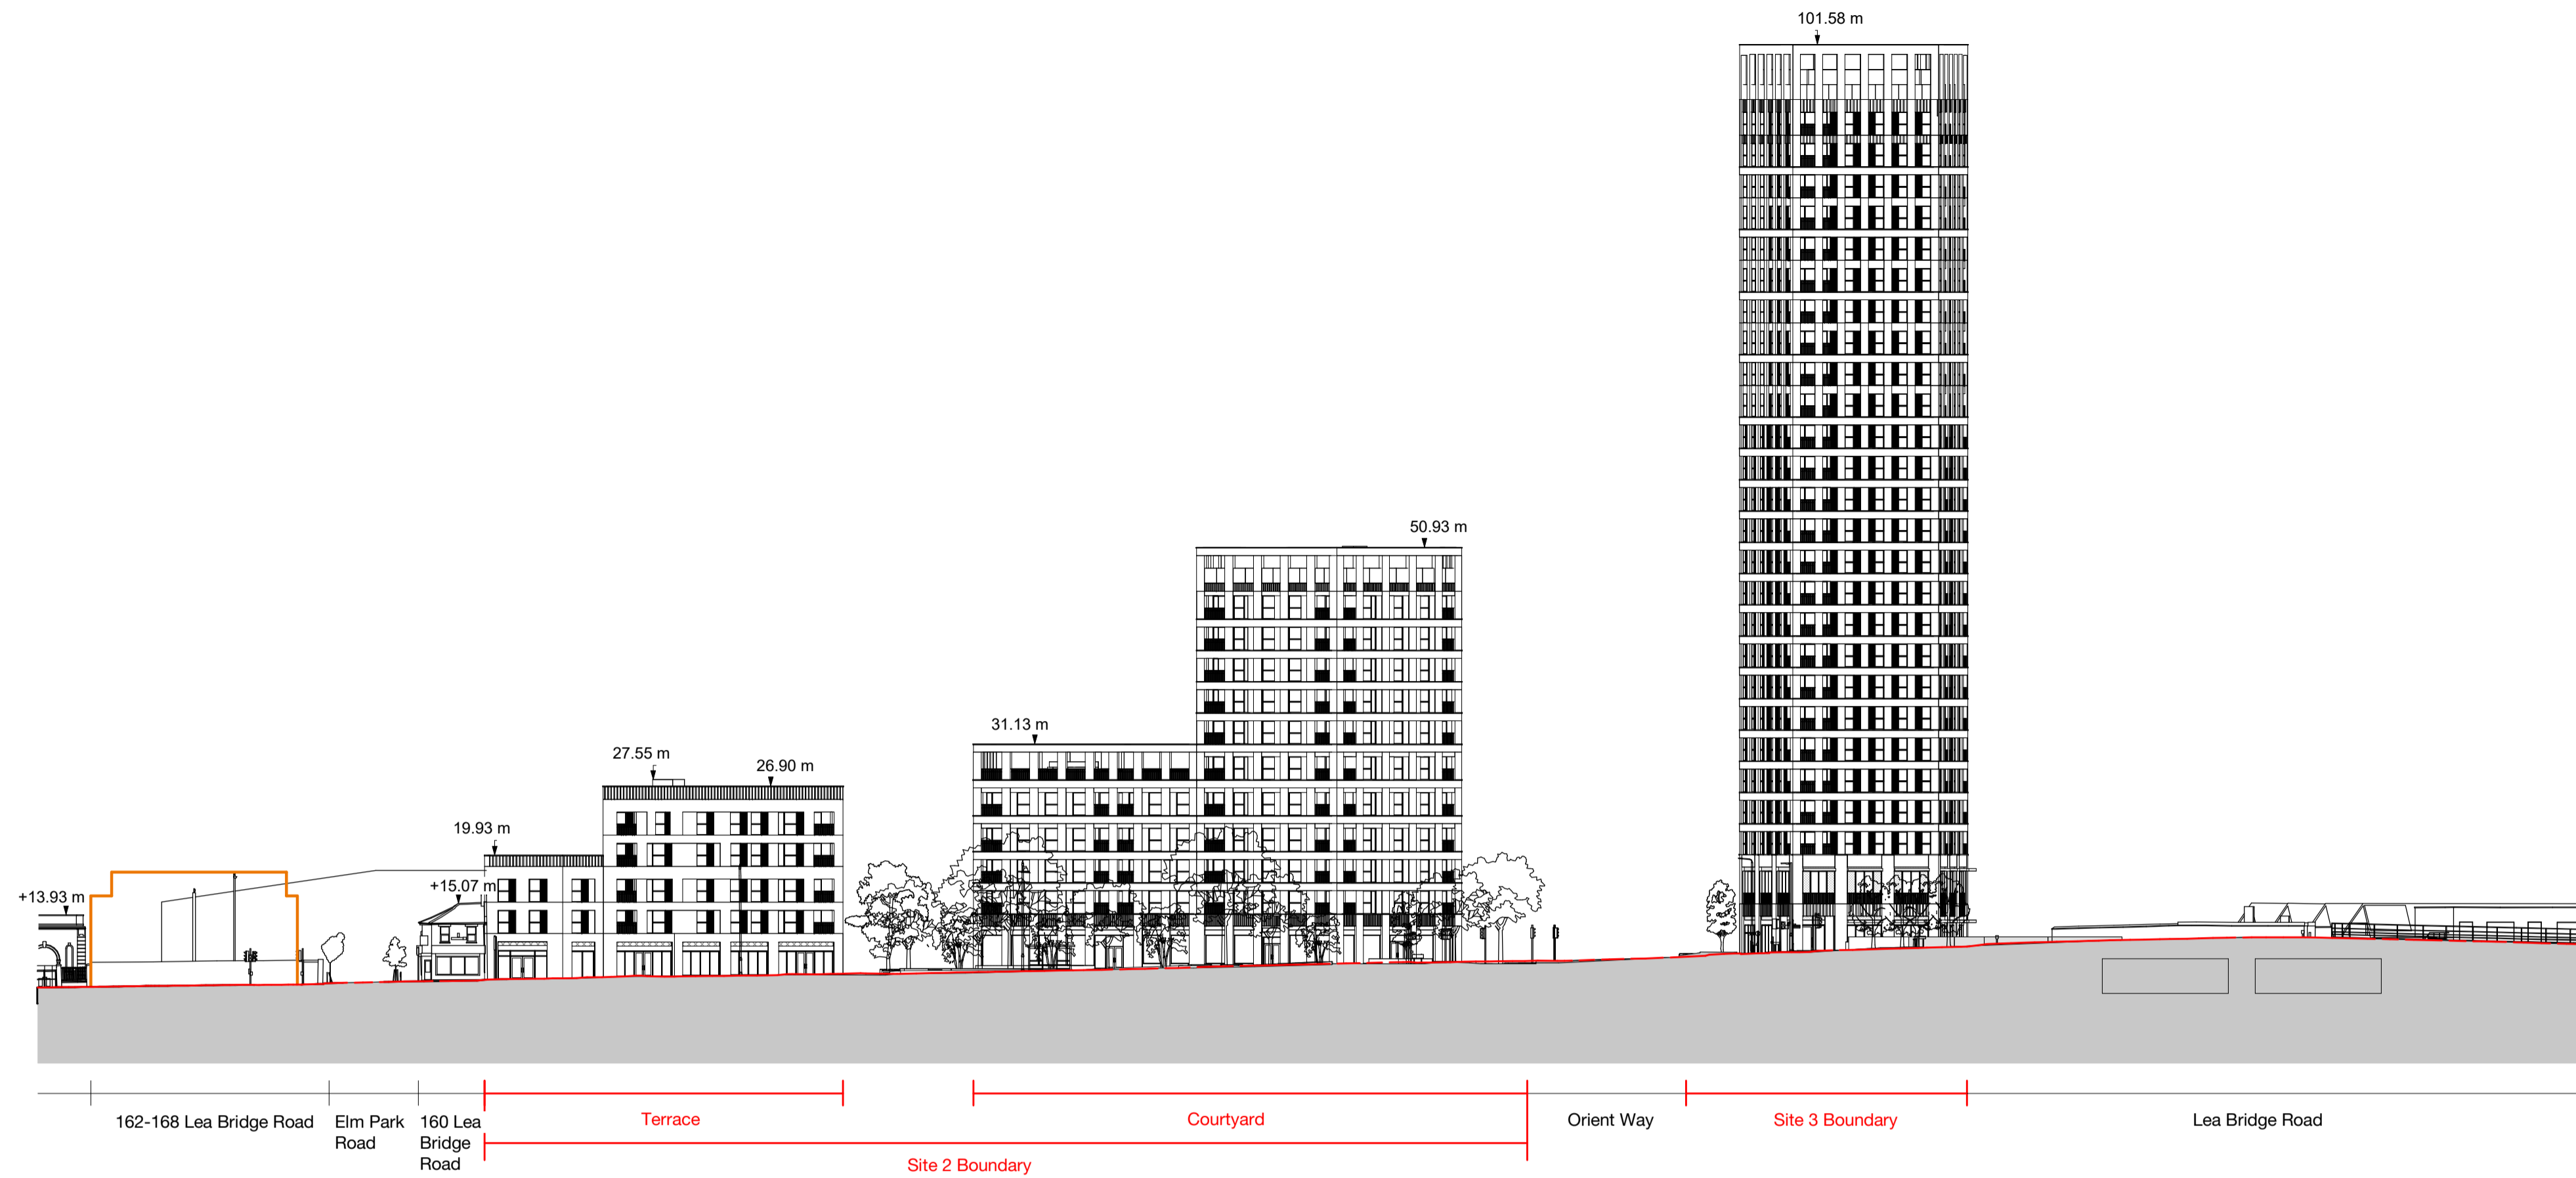 101.58 m
50.93 m
31.13 m
27.55 m
26.90 m
19.93 m
+15.07 m
+13.93 m
162-168 Lea Bridge Road
Elm Park
Road
160 Lea
Bridge
Road
Terrace
Courtyard
Orient Way
Site 3 Boundary
Lea Bridge Road
Site 2 Boundary